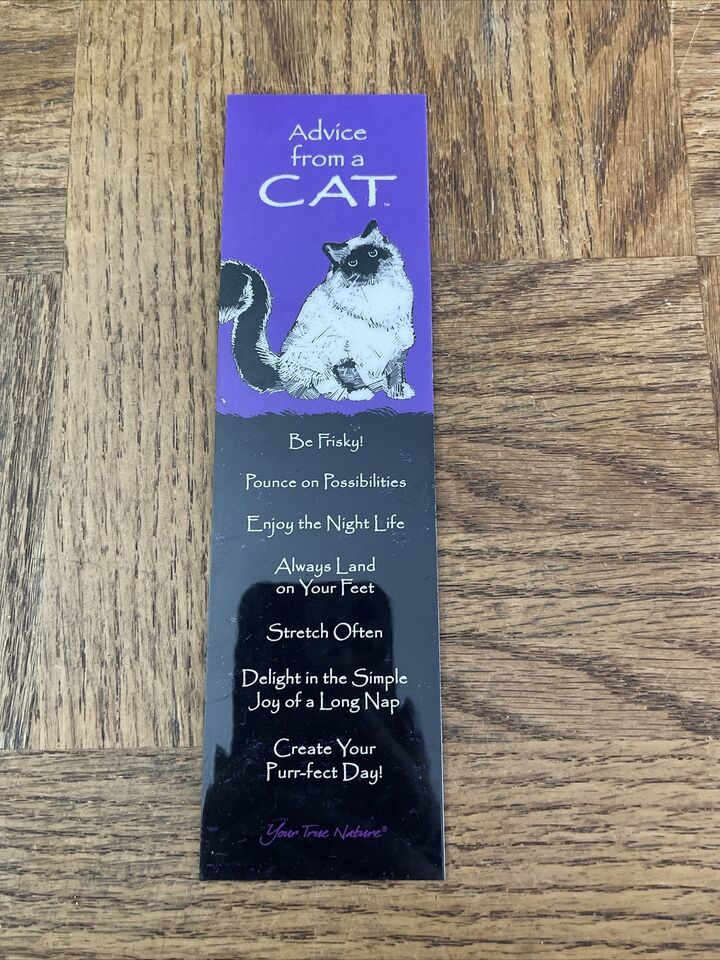 Advice
from a
CAT™
Be Frisky!
Pounce on Possibilities
Enjoy the Night Life
Always Land
on Your Feet
Stretch Often
Delight in the Simple
Joy of a Long Nap
Create Your
Purr-fect Day!
Your True Nature®